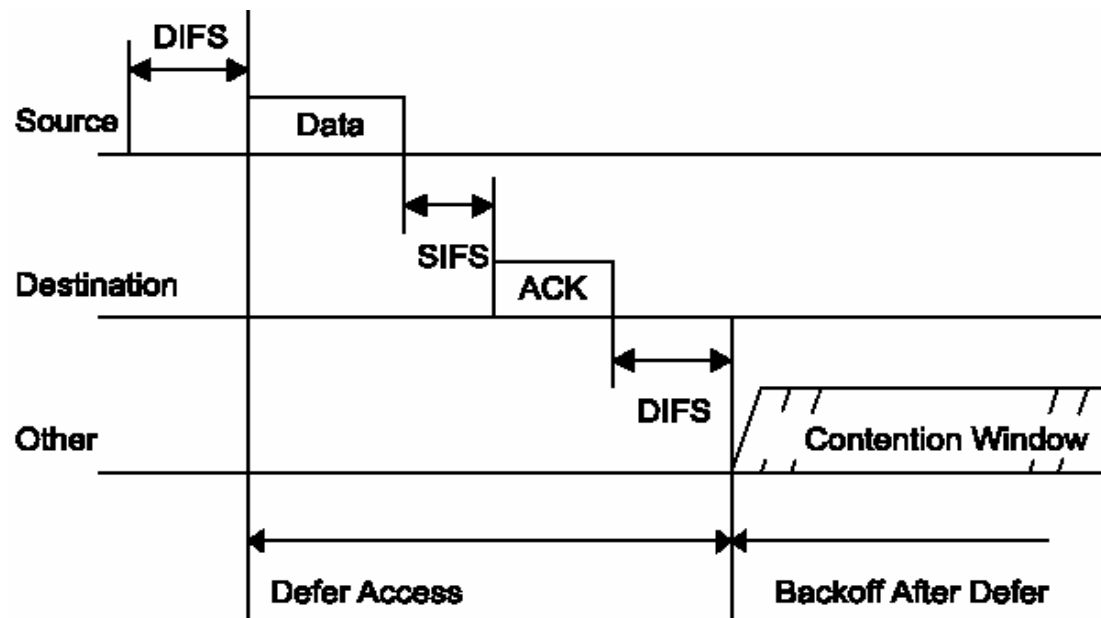 DIFS
Source
Data
SIFS
Destination
ACK
DIFS
Other
Contention Window
Defer Access
Backoff After Defer